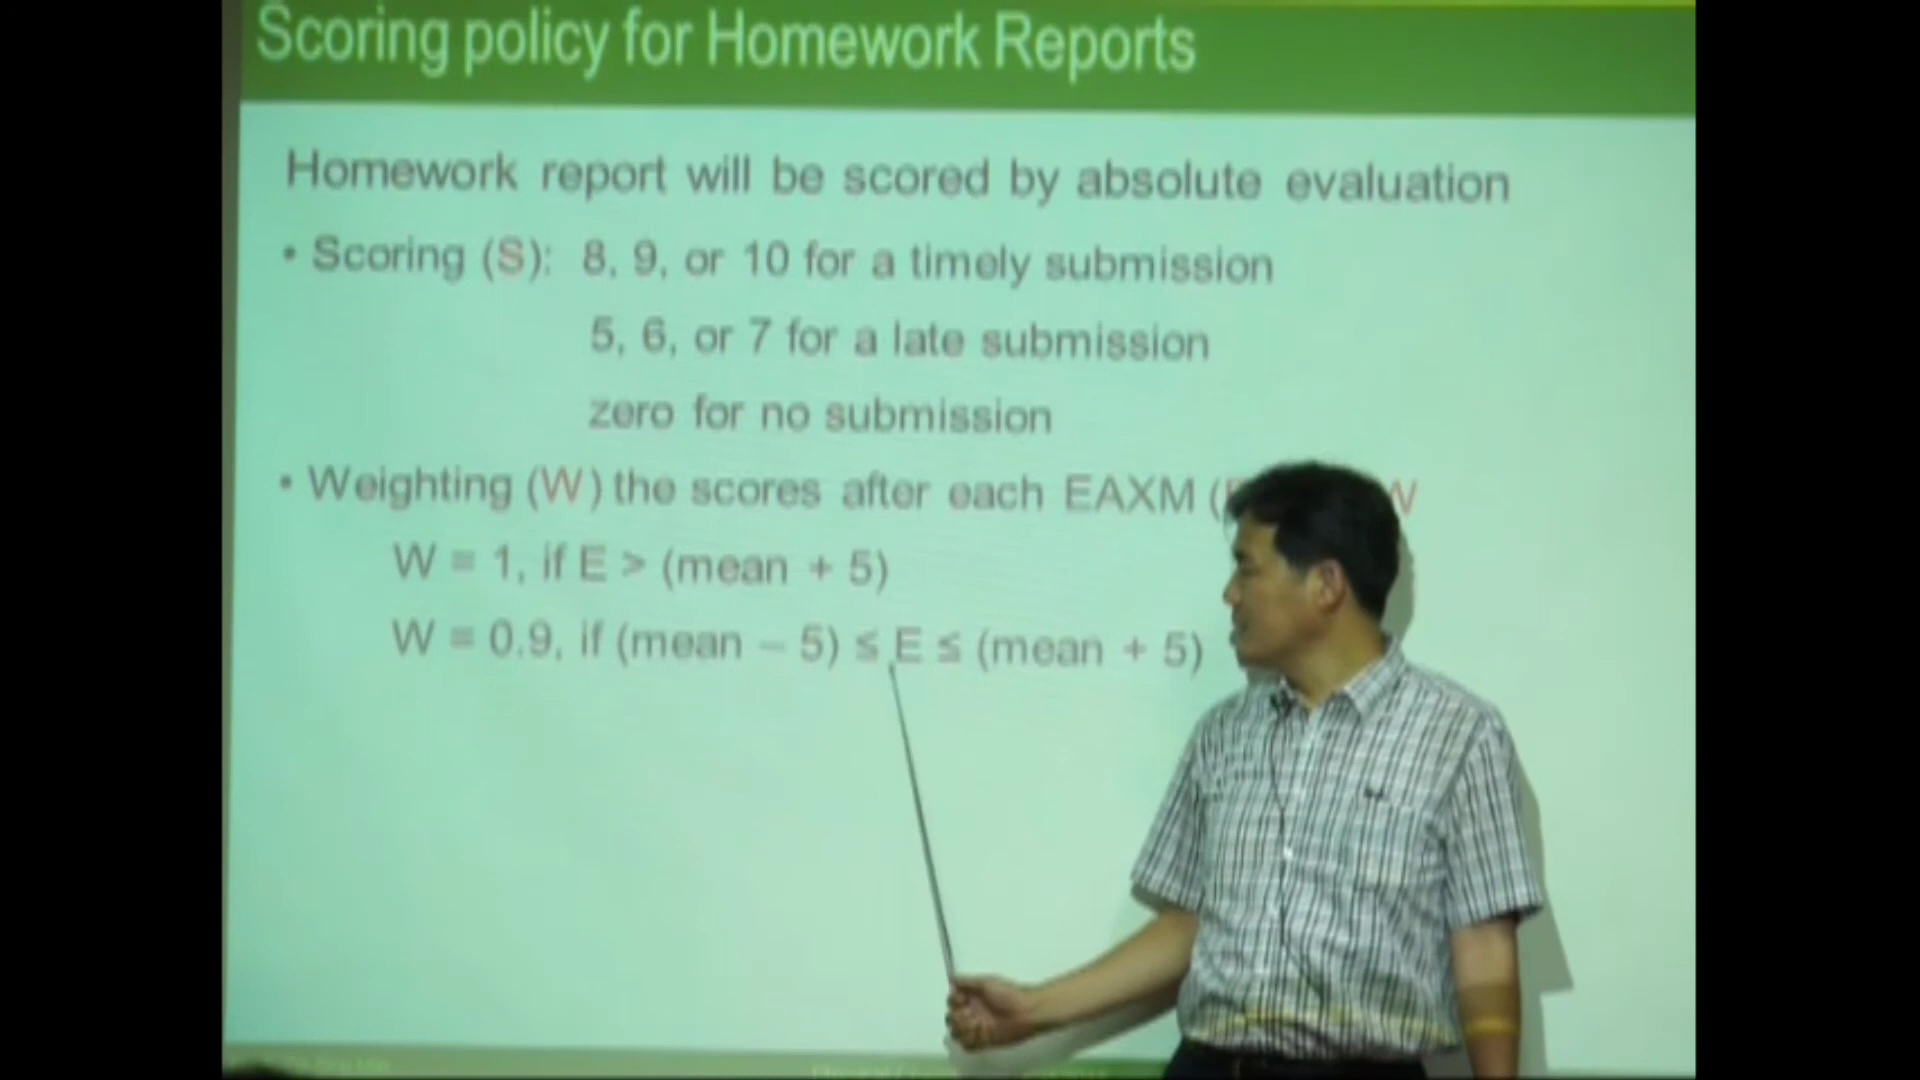 Scoring policy for Homework Reports
Homework report will be scored by absolute evaluation
• Scoring (S): 8, 9, or 10 for a timely submission
5, 6, or 7 for a late submission
zero for no submission
• Weighting (W) the scores after each EAXM ( W
W = 1, if E > (mean + 5)
W = 0.9, if (mean – 5) ≤ E ≤ (mean + 5)